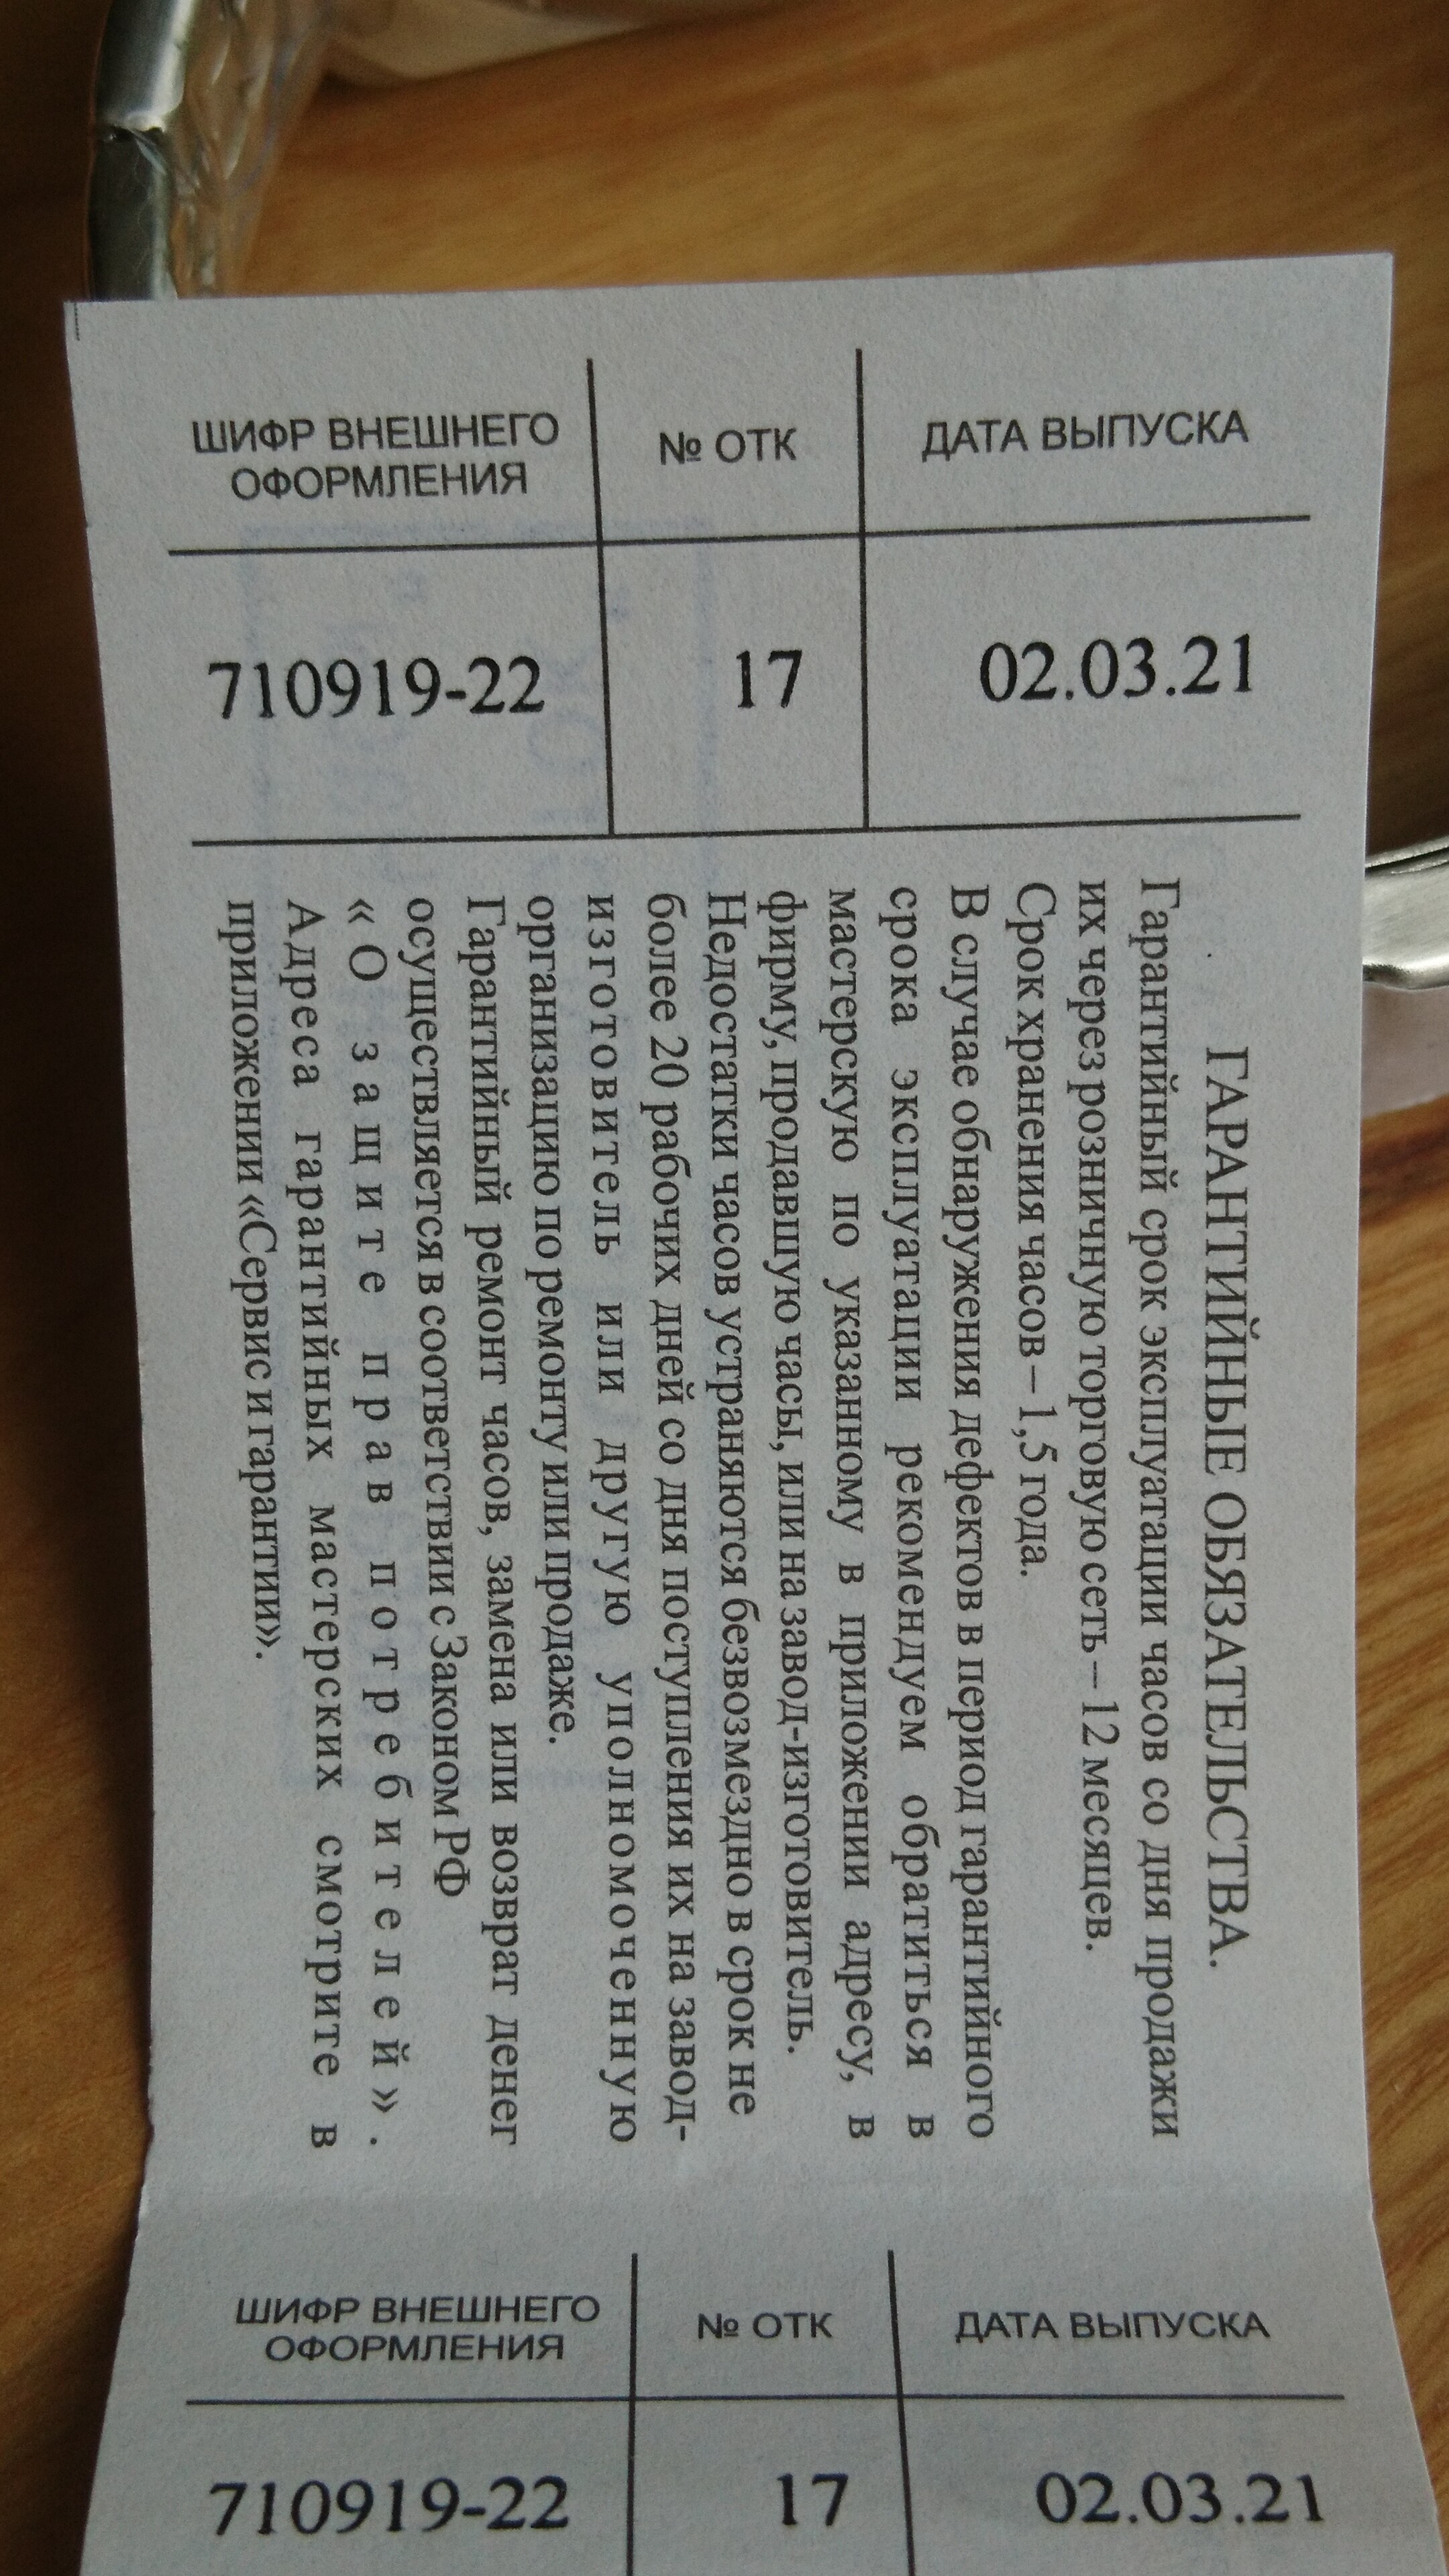 ШИФР ВНЕШНЕГО ОФОРМЛЕНИЯ
№ ОТК
ДАТА ВЫПУСКА
710919-22
17
02.03.21
ГАРАНТИЙНЫЕ ОБЯЗАТЕЛЬСТВА.
Гарантийный срок эксплуатации часов со дня продажи
их через розничную торговую сеть – 12 месяцев.
Срок хранения часов – 1,5 года.
В случае обнаружения дефектов в период гарантийного
срока эксплуатации рекомендуем обратиться в
мастерскую по указанному в приложении адресу, в
фирму, продавшую часы, или на завод-изготовитель.
Недостатки часов устраняются безвозмездно в срок не
более 20 рабочих дней со дня поступления их на завод-
изготовитель или другую уполномоченную
организацию по ремонту или продаже.
Гарантийный ремонт часов, замена или возврат денег
осуществляется в соответствии с Законом РФ
«О защите прав потребителей».
Адреса гарантийных мастерских смотрите в
приложении «Сервис и гарантии».
ШИФР ВНЕШНЕГО ОФОРМЛЕНИЯ
№ ОТК
ДАТА ВЫПУСКА
710919-22
17
02.03.21